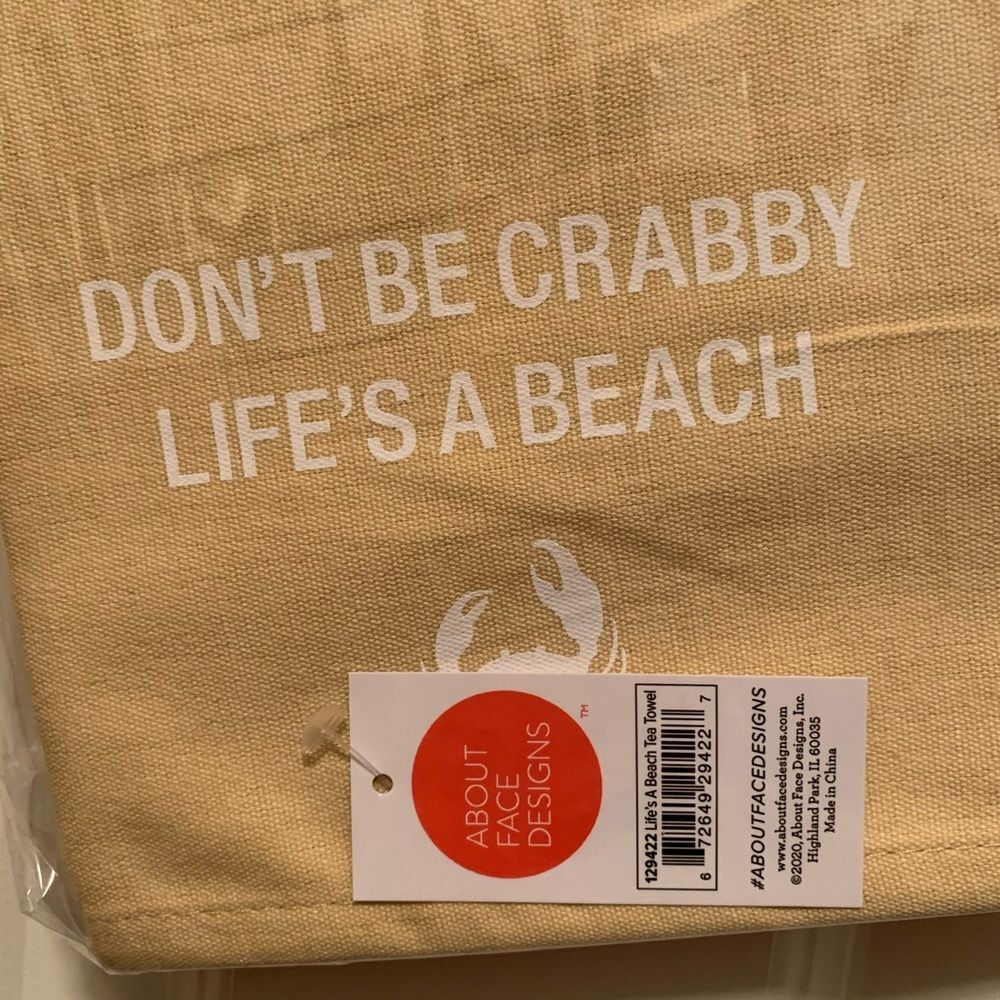 DON'T BE CRABBY
LIFE'S A BEACH
ABOUT
FACE
DESIGNS
TM
129422 Life's A Beach Tea Towel
6 72649 29422 7
#ABOUTFACEDESIGNS
www.aboutfacedesigns.com
©2020, About Face Designs, Inc.
Highland Park, IL 60035
Made in China